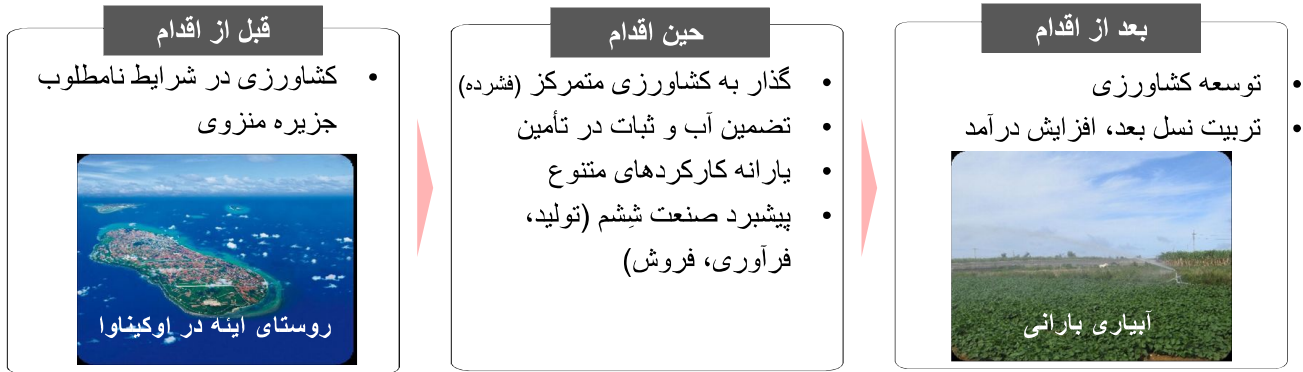 قبل از اقدام
• کشاورزی در شرایط نامطلوب
جزیره منزوی
روستای ایئه در اوکیناوا
حین اقدام
• گذار به کشاورزی متمرکز (فشرده)
• تضمین آب و ثبات در تأمین
• یارانه کارکردهای متنوع
• پیشبرد صنعت شِشم (تولید،
فرآوری، فروش)
بعد از اقدام
• توسعه کشاورزی
• تربیت نسل بعد، افزایش درآمد
آبیاری بارانی